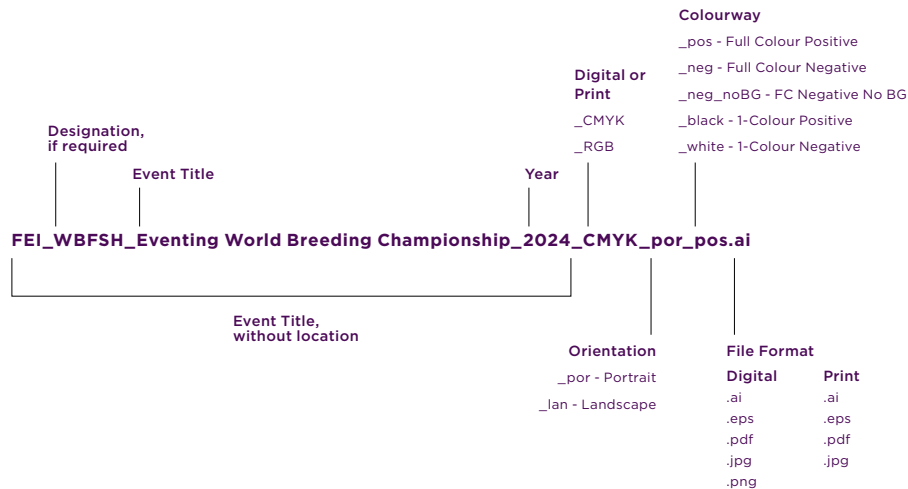 Colourway
_pos - Full Colour Positive
_neg - Full Colour Negative
_neg_noBG - FC Negative No BG
_black - 1-Colour Positive
_white - 1-Colour Negative
Digital or
Print
_CMYK
_RGB
Designation,
if required
Event Title
Year
FEI_WBFSH_Eventing World Breeding Championship_2024_CMYK_por_pos.ai
Event Title,
without location
Orientation
_por - Portrait
_lan - Landscape
File Format
Digital Print
.ai .ai
.eps .eps
.pdf .pdf
.jpg .jpg
.png